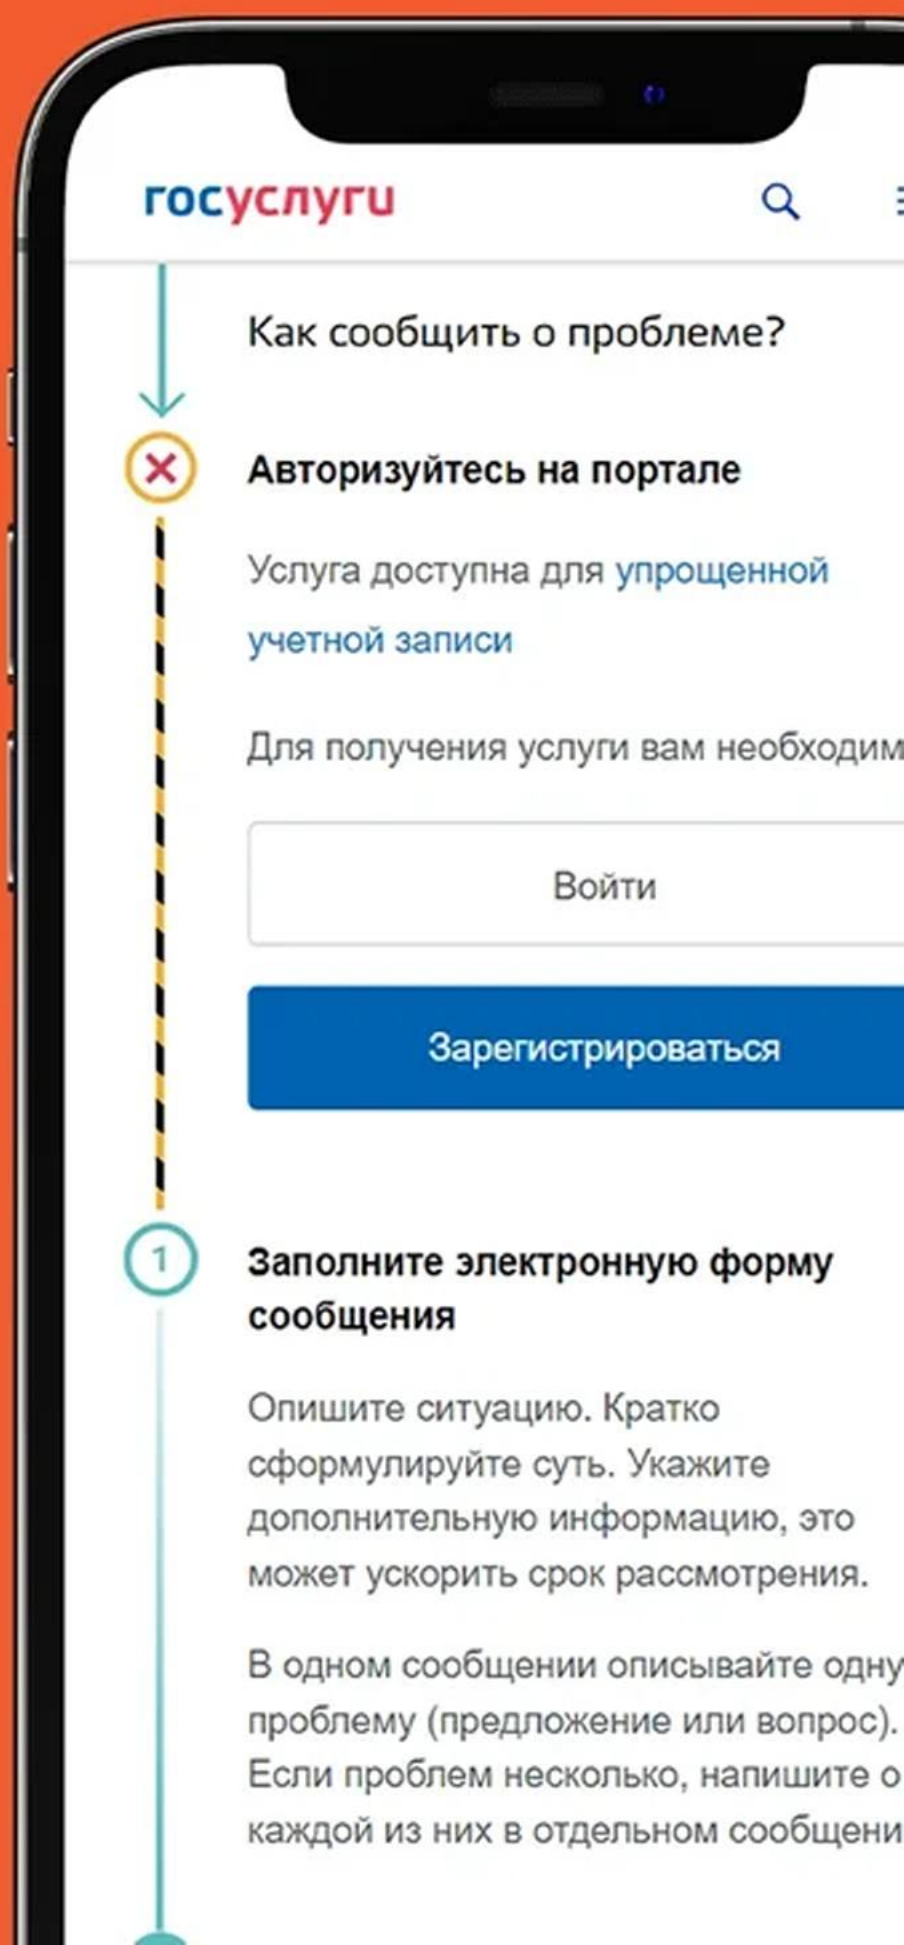 госуслуги
Как сообщить о проблеме?
Авторизуйтесь на портале
Услуга доступна для упрощенной
учетной записи
Для получения услуги вам необходим
Войти
Зарегистрироваться
1
Заполните электронную форму
сообщения
Опишите ситуацию. Кратко
сформулируйте суть. Укажите
дополнительную информацию, это
может ускорить срок рассмотрения.
В одном сообщении описывайте одну
проблему (предложение или вопрос).
Если проблем несколько, напишите о
каждой из них в отдельном сообщени